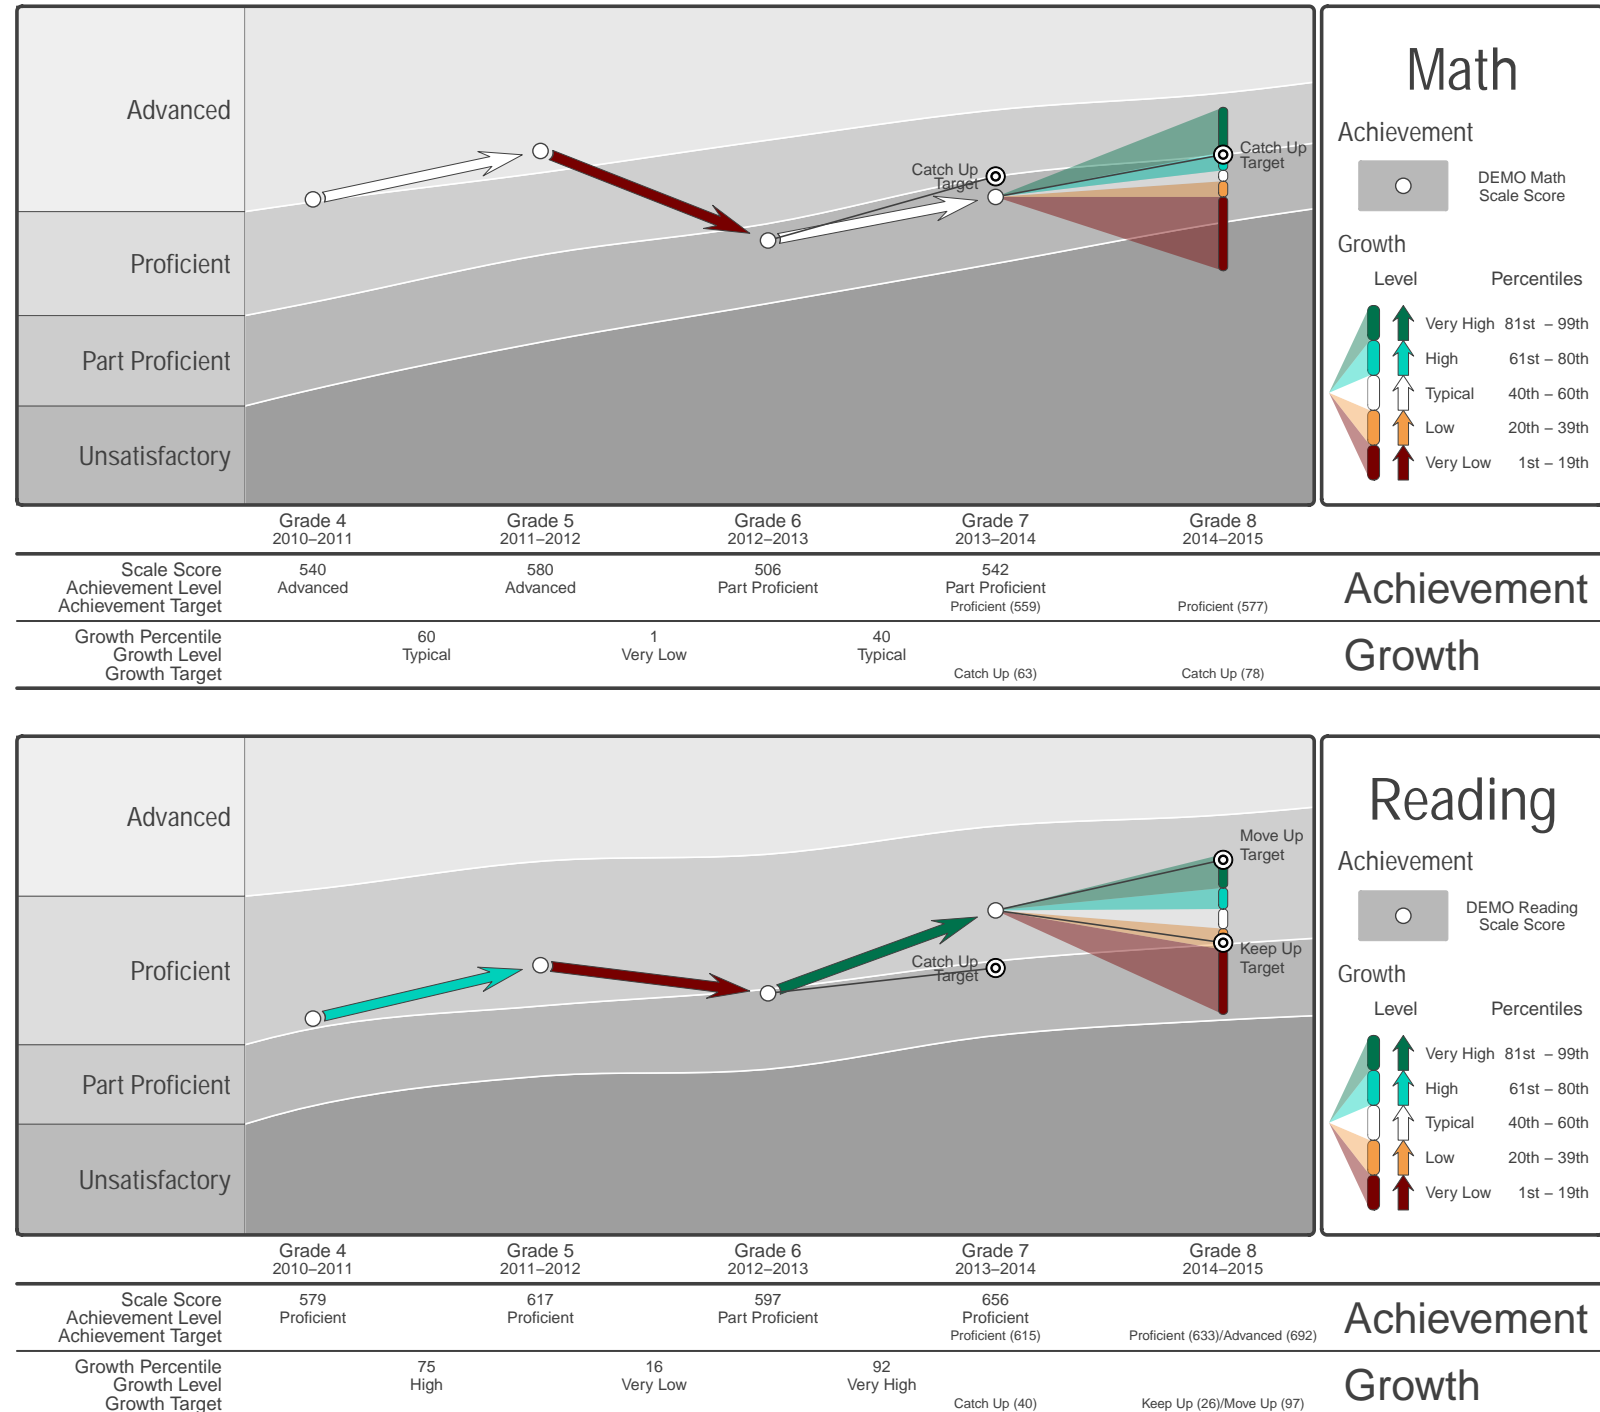 Math
Advanced
Proficient
Part Proficient
Unsatisfactory
Catch Up
Target
Catch Up
Target
Achievement
DEMO Math
Scale Score
Growth
Level Percentiles
Very High 81st – 99th
High 61st – 80th
Typical 40th – 60th
Low 20th – 39th
Very Low 1st – 19th
Grade 4 Grade 5 Grade 6 Grade 7 Grade 8
2010–2011 2011–2012 2012–2013 2013–2014 2014–2015
Scale Score 540 580 506 542
Achievement Level Advanced Advanced Part Proficient Part Proficient
Achievement Target Proficient (559) Proficient (577)
Achievement
Growth Percentile 60 1 40
Growth Level Typical Very Low Typical
Growth Target Catch Up (63) Catch Up (78)
Growth
Reading
Advanced
Proficient
Part Proficient
Unsatisfactory
Catch Up
Target
Move Up
Target
Keep Up
Target
Achievement
DEMO Reading
Scale Score
Growth
Level Percentiles
Very High 81st – 99th
High 61st – 80th
Typical 40th – 60th
Low 20th – 39th
Very Low 1st – 19th
Grade 4 Grade 5 Grade 6 Grade 7 Grade 8
2010–2011 2011–2012 2012–2013 2013–2014 2014–2015
Scale Score 579 617 597 656
Achievement Level Proficient Proficient Part Proficient Proficient
Achievement Target Proficient (615) Proficient (633)/Advanced (692)
Achievement
Growth Percentile 75 16 92
Growth Level High Very Low Very High
Growth Target Catch Up (40) Keep Up (26)/Move Up (97)
Growth